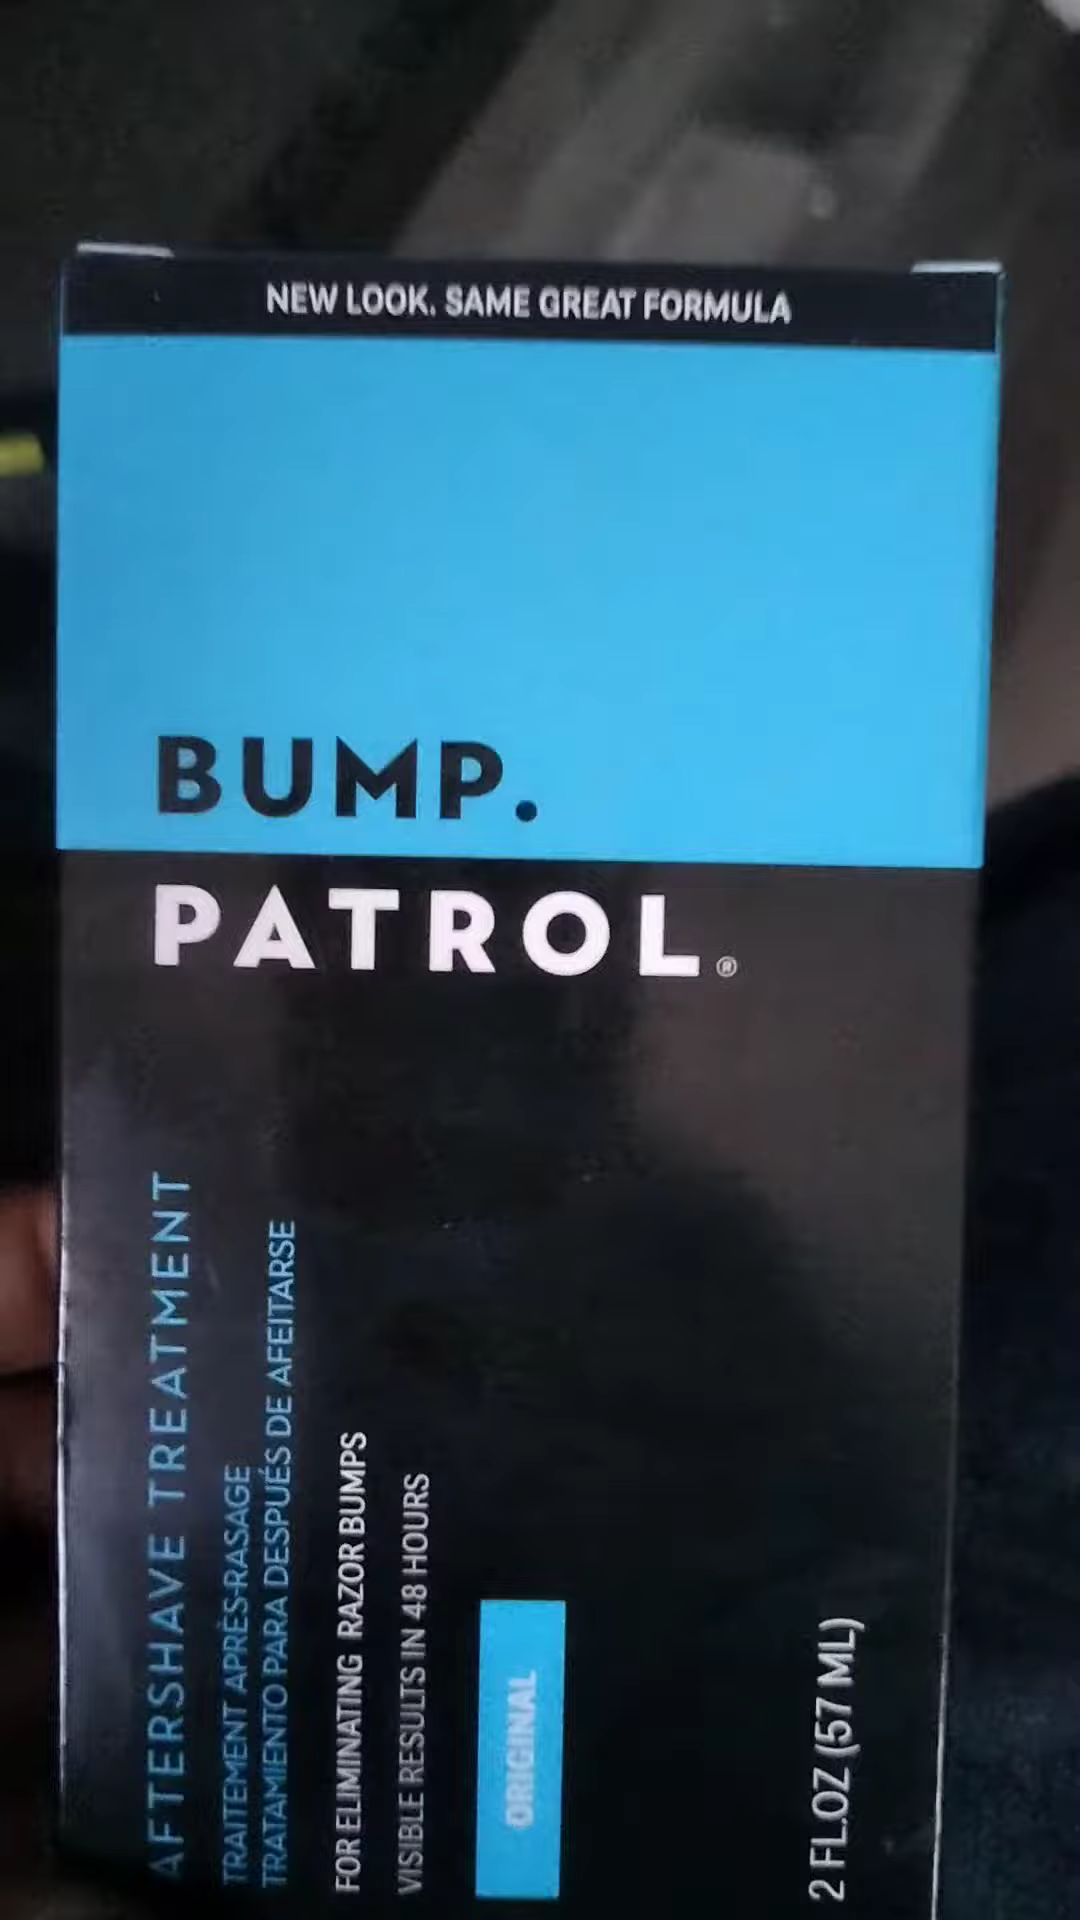 NEW LOOK. SAME GREAT FORMULA
BUMP.
PATROL®
AFTERSHAVE TREATMENT
TRAITEMENT APRÈS-RASAGE
TRATAMIENTO PARA DESPUÉS DE AFEITARSE
FOR ELIMINATING RAZOR BUMPS
VISIBLE RESULTS IN 48 HOURS
ORIGINAL
2 FL.OZ (57 ML)